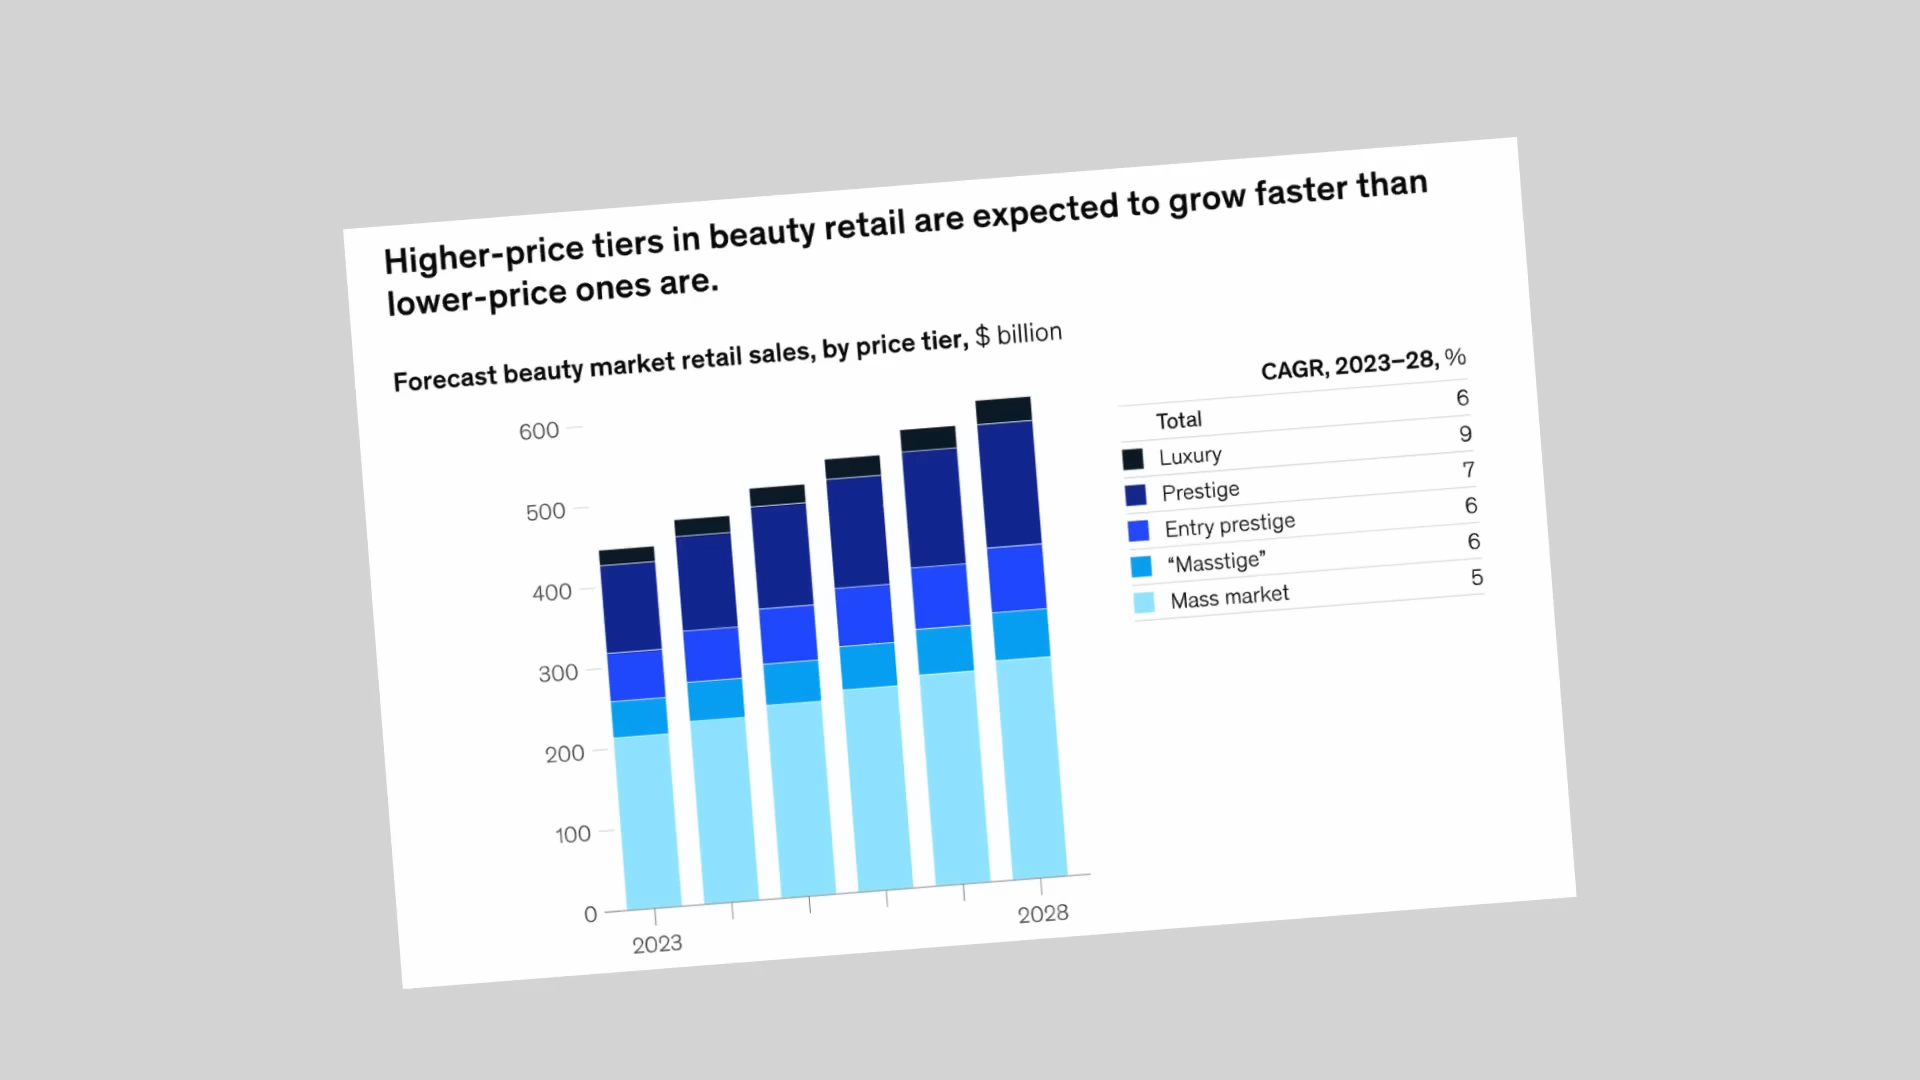 Higher-price tiers in beauty retail are expected to grow faster than
lower-price ones are.
Forecast beauty market retail sales, by price tier, $ billion
600
500
400
300
200
100
0
2023
2028
CAGR, 2023–28, %
Total 6
Luxury 9
Prestige 7
Entry prestige 6
“Masstige” 6
Mass market 5